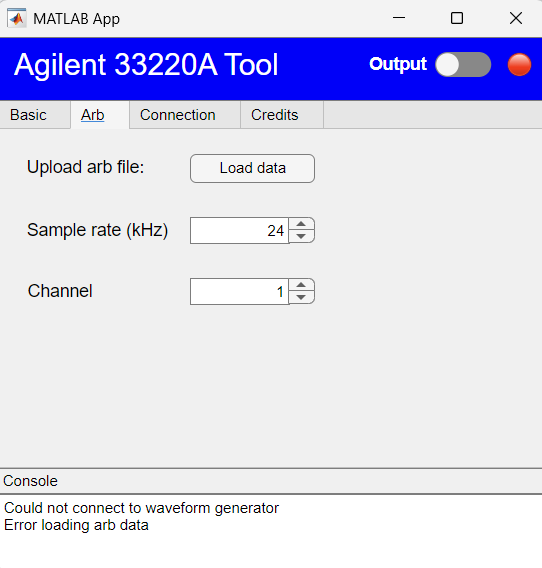 MATLAB App
Agilent 33220A Tool
Output
Basic Arb Connection Credits
Upload arb file: Load data
Sample rate (kHz) 24
Channel 1
Console
Could not connect to waveform generator
Error loading arb data